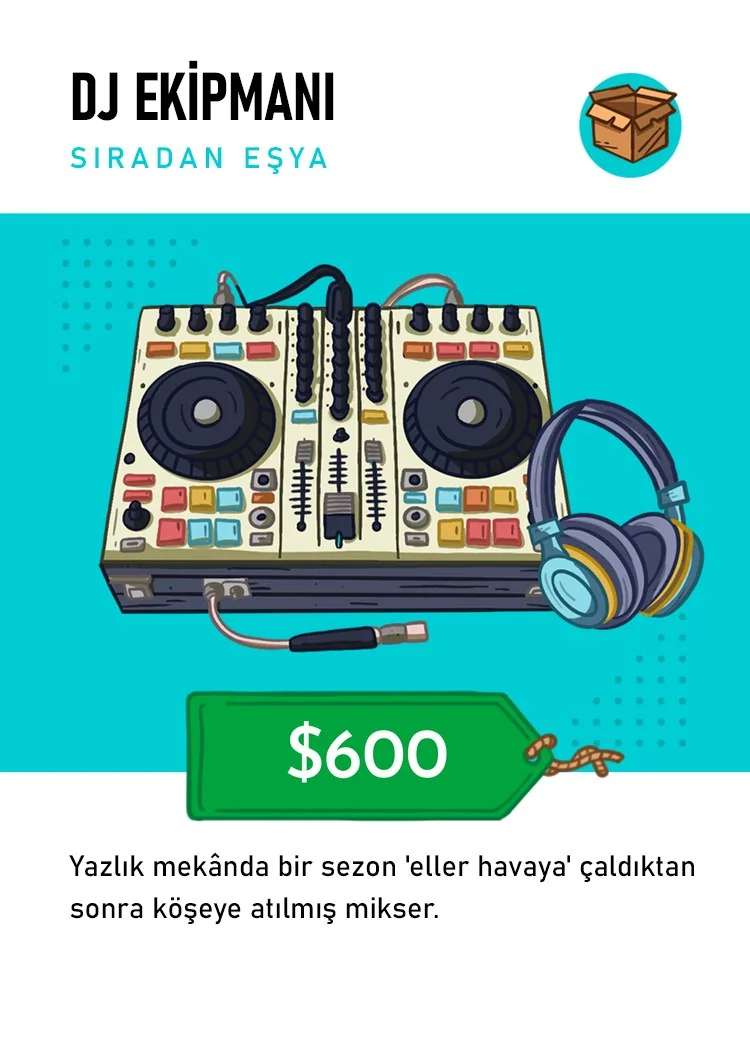 DJ EKİPMANI
SIRADAN EŞYA
$600
Yazlık mekânda bir sezon 'eller havaya' çaldıktan
sonra köşeye atılmış mikser.